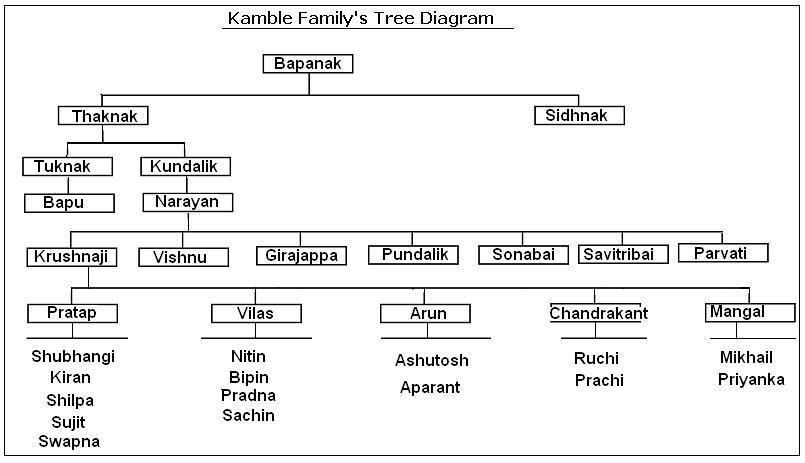 Kamble Family's Tree Diagram
Bapanak
Thaknak Sidhnak
Tuknak Kundalik
Bapu Narayan
Krushnaji Vishnu Girajappa Pundalik Sonabai Savitribai Parvati
Pratap Vilas Arun Chandrakant Mangal
Shubhangi Nitin Ashutosh Ruchi Mikhail
Kiran Bipin Aparant Prachi Priyanka
Shilpa Pradna
Sujit Sachin
Swapna